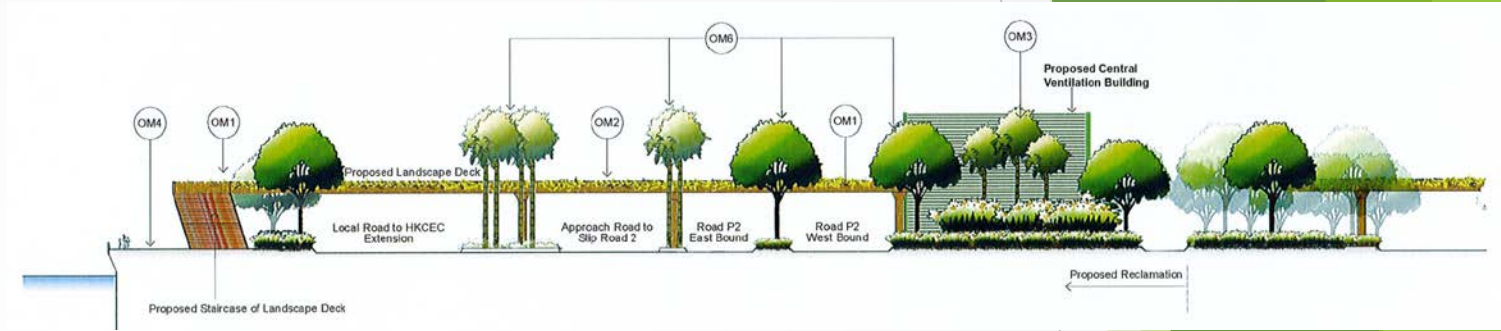 OM6
OM3
Proposed Central
Ventilation Building
OM4
OM1
OM2
OM1
Proposed Landscape Deck
Local Road to HKCEC
Extension
Approach Road to
Slip Road 2
Road P2
East Bound
Road P2
West Bound
Proposed Reclamation
Proposed Staircase of Landscape Deck